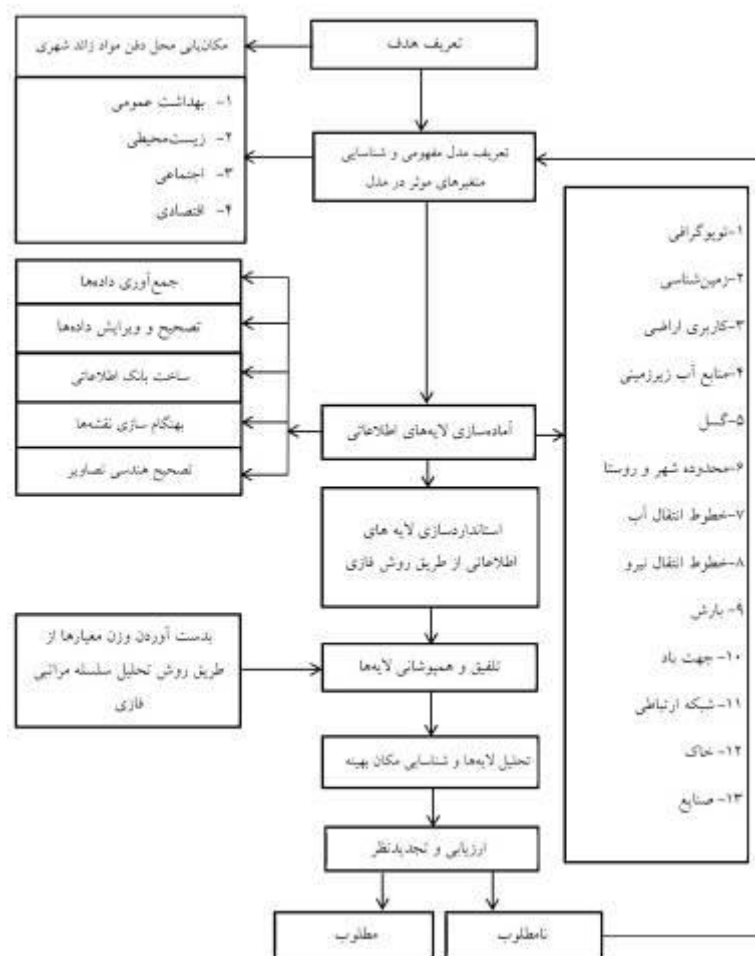 تعریف هدف
مکان‌یابی محل دفن مواد زائد شهری
۱- بهداشت عمومی
۲- زیست‌محیطی
۳- اجتماعی
۴- اقتصادی
تعریف مدل مفهومی و شناسایی
متغیرهای موثر در مدل
جمع‌آوری داده‌ها
تصحیح و ویرایش داده‌ها
ساخت بانک اطلاعاتی
بهنگام سازی نقشه‌ها
تصحیح هندسی تصاویر
آماده‌سازی لایه‌های اطلاعاتی
۱-توپوگرافی
۲-زمین‌شناسی
۳-کاربری اراضی
۴-منابع آب زیرزمینی
۵-گسل
۶-محدوده شهر و روستا
۷-خطوط انتقال آب
۸-خطوط انتقال نیرو
۹- بارش
۱۰- جهت باد
۱۱- شبکه ارتباطی
۱۲- خاک
۱۳- صنایع
استانداردسازی لایه های
اطلاعاتی از طریق روش فازی
بدست آوردن وزن معیارها از
طریق روش تحلیل سلسله مراتبی
فازی
تلفیق و همپوشانی لایه‌ها
تحلیل لایه‌ها و شناسایی مکان بهینه
ارزیابی و تجدیدنظر
نامطلوب
مطلوب